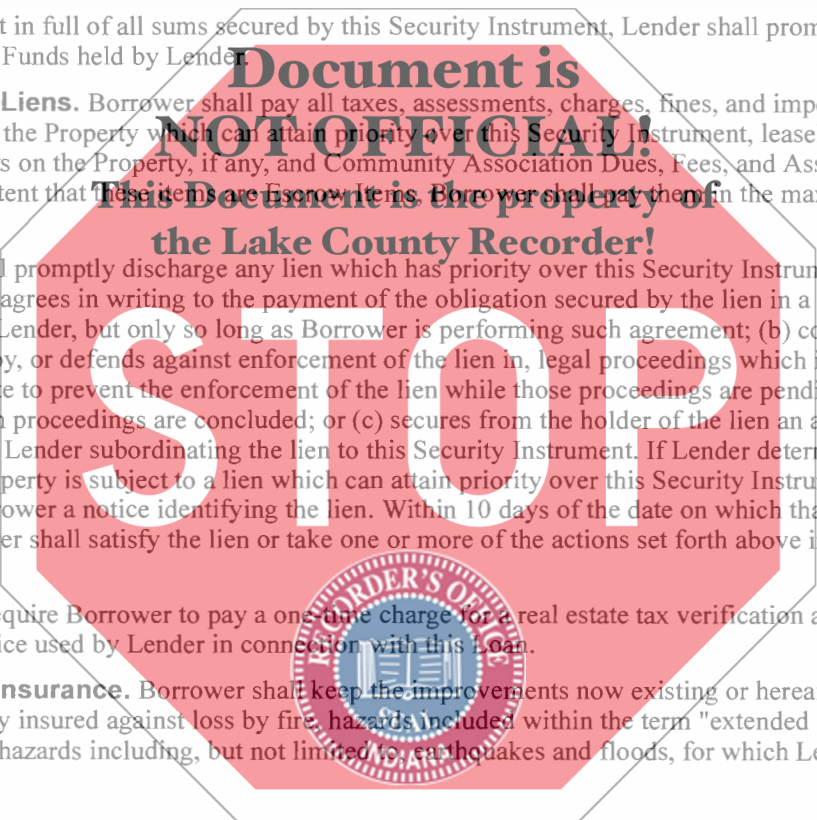 t in full of all sums secured by this Security Instrument, Lender shall prom
Funds held by Lender.
Document is
Liens. Borrower shall pay all taxes, assessments, charges, fines, and imp
the Property which can attain priority over this Security Instrument, lease
NOT OFFICIAL!
s on the Property, if any, and Community Association Dues, Fees, and Ass
tent that these items are Escrow Items, Borrower shall pay them in the ma
This Document is the property of
the Lake County Recorder!
l promptly discharge any lien which has priority over this Security Instrum
agrees in writing to the payment of the obligation secured by the lien in a
Lender, but only so long as Borrower is performing such agreement; (b) co
by, or defends against enforcement of the lien in, legal proceedings which i
te to prevent the enforcement of the lien while those proceedings are pendi
STOP
n proceedings are concluded; or (c) secures from the holder of the lien an a
Lender subordinating the lien to this Security Instrument. If Lender deter
perty is subject to a lien which can attain priority over this Security Instru
rower a notice identifying the lien. Within 10 days of the date on which tha
er shall satisfy the lien or take one or more of the actions set forth above i
RECORDER'S OFFICE
equire Borrower to pay a one-time charge for a real estate tax verification a
ice used by Lender in connection with this Loan.
nsurance. Borrower shall keep the improvements now existing or herea
y insured against loss by fire, hazards included within the term "extended
SEAL
hazards including, but not limited to, earthquakes and floods, for which Le
INDIANA